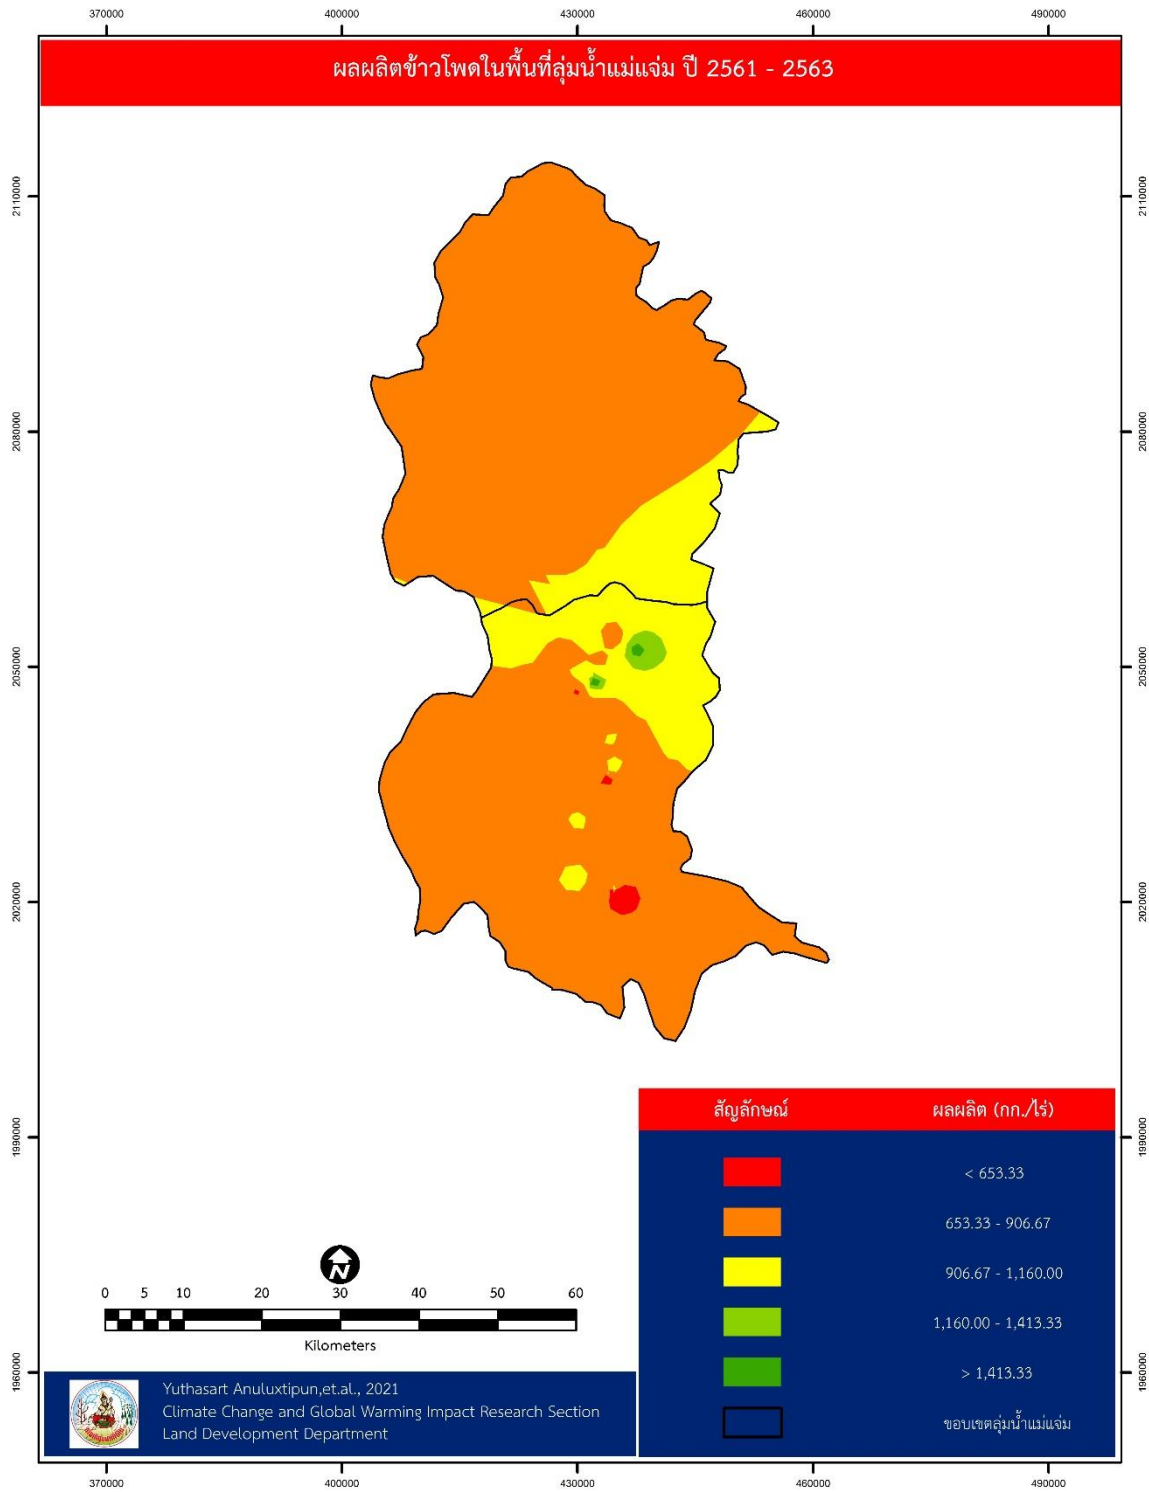 370000 400000 430000 460000 490000
ผลผลิตข้าวโพดในพื้นที่ลุ่มน้ำแม่แจ่ม ปี 2561 - 2563
2110000 2110000
2080000 2080000
2050000 2050000
2020000 2020000
1990000 1990000
1960000 1960000
สัญลักษณ์ ผลผลิต (กก./ไร่)
< 653.33
653.33 - 906.67
906.67 - 1,160.00
1,160.00 - 1,413.33
> 1,413.33
ขอบเขตลุ่มน้ำแม่แจ่ม
N
0 5 10 20 30 40 50 60
Kilometers
Yuthasart Anuluxtipun,et.al., 2021
Climate Change and Global Warming Impact Research Section
Land Development Department
370000 400000 430000 460000 490000